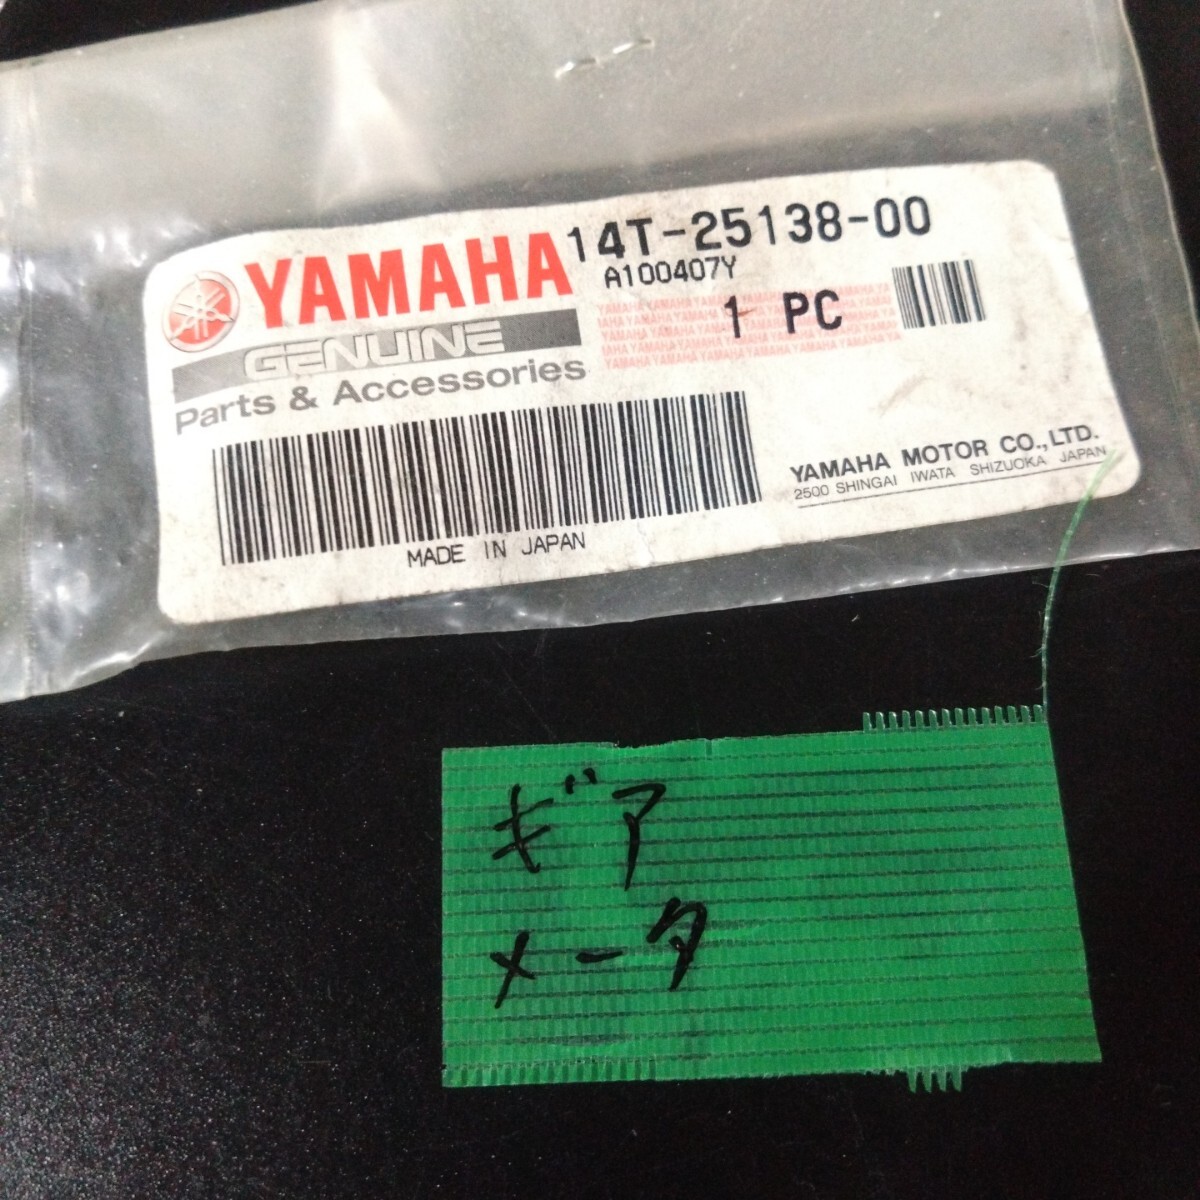 YAMAHA
14T-25138-00
A100407Y
GENUINE
1 PC
Parts & Accessories
YAMAHA MOTOR CO.,LTD.
2500 SHINGAI IWATA SHIZUOKA JAPAN
MADE IN JAPAN
ギア
メータ